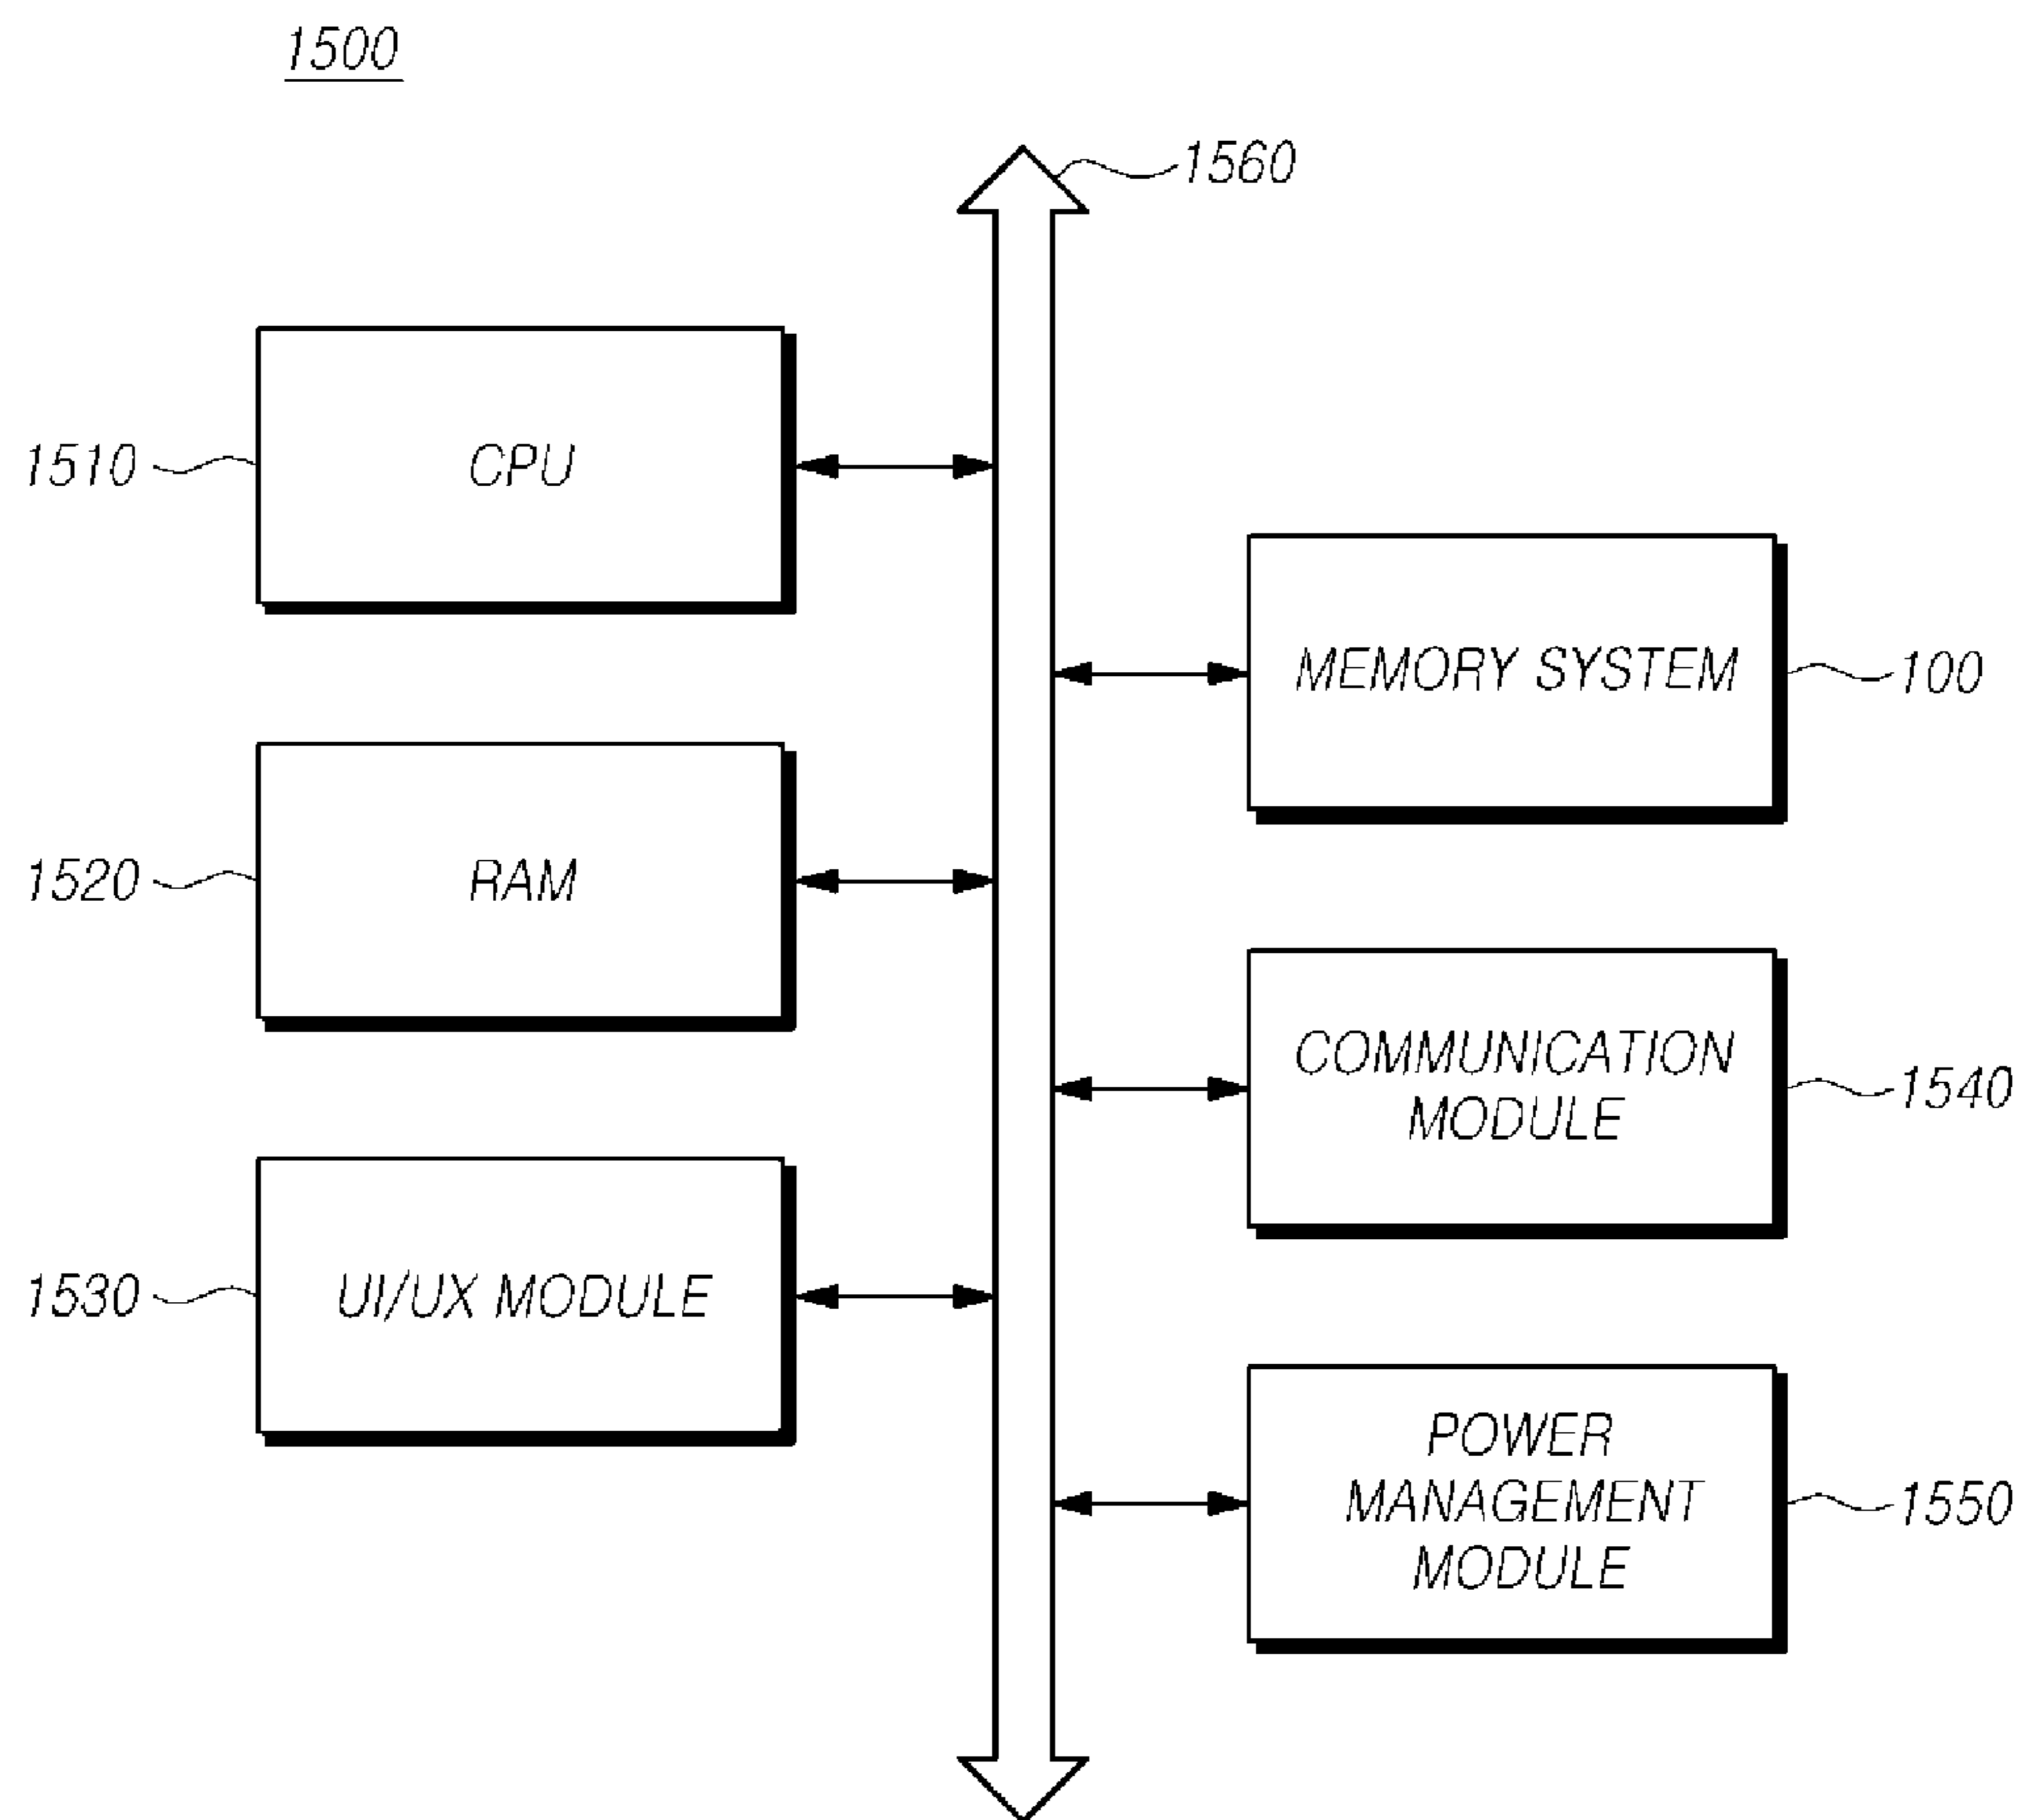 1500
1560
1510
CPU
MEMORY SYSTEM
100
1520
RAM
COMMUNICATION
MODULE
1540
1530
UI/UX MODULE
POWER
MANAGEMENT
MODULE
1550